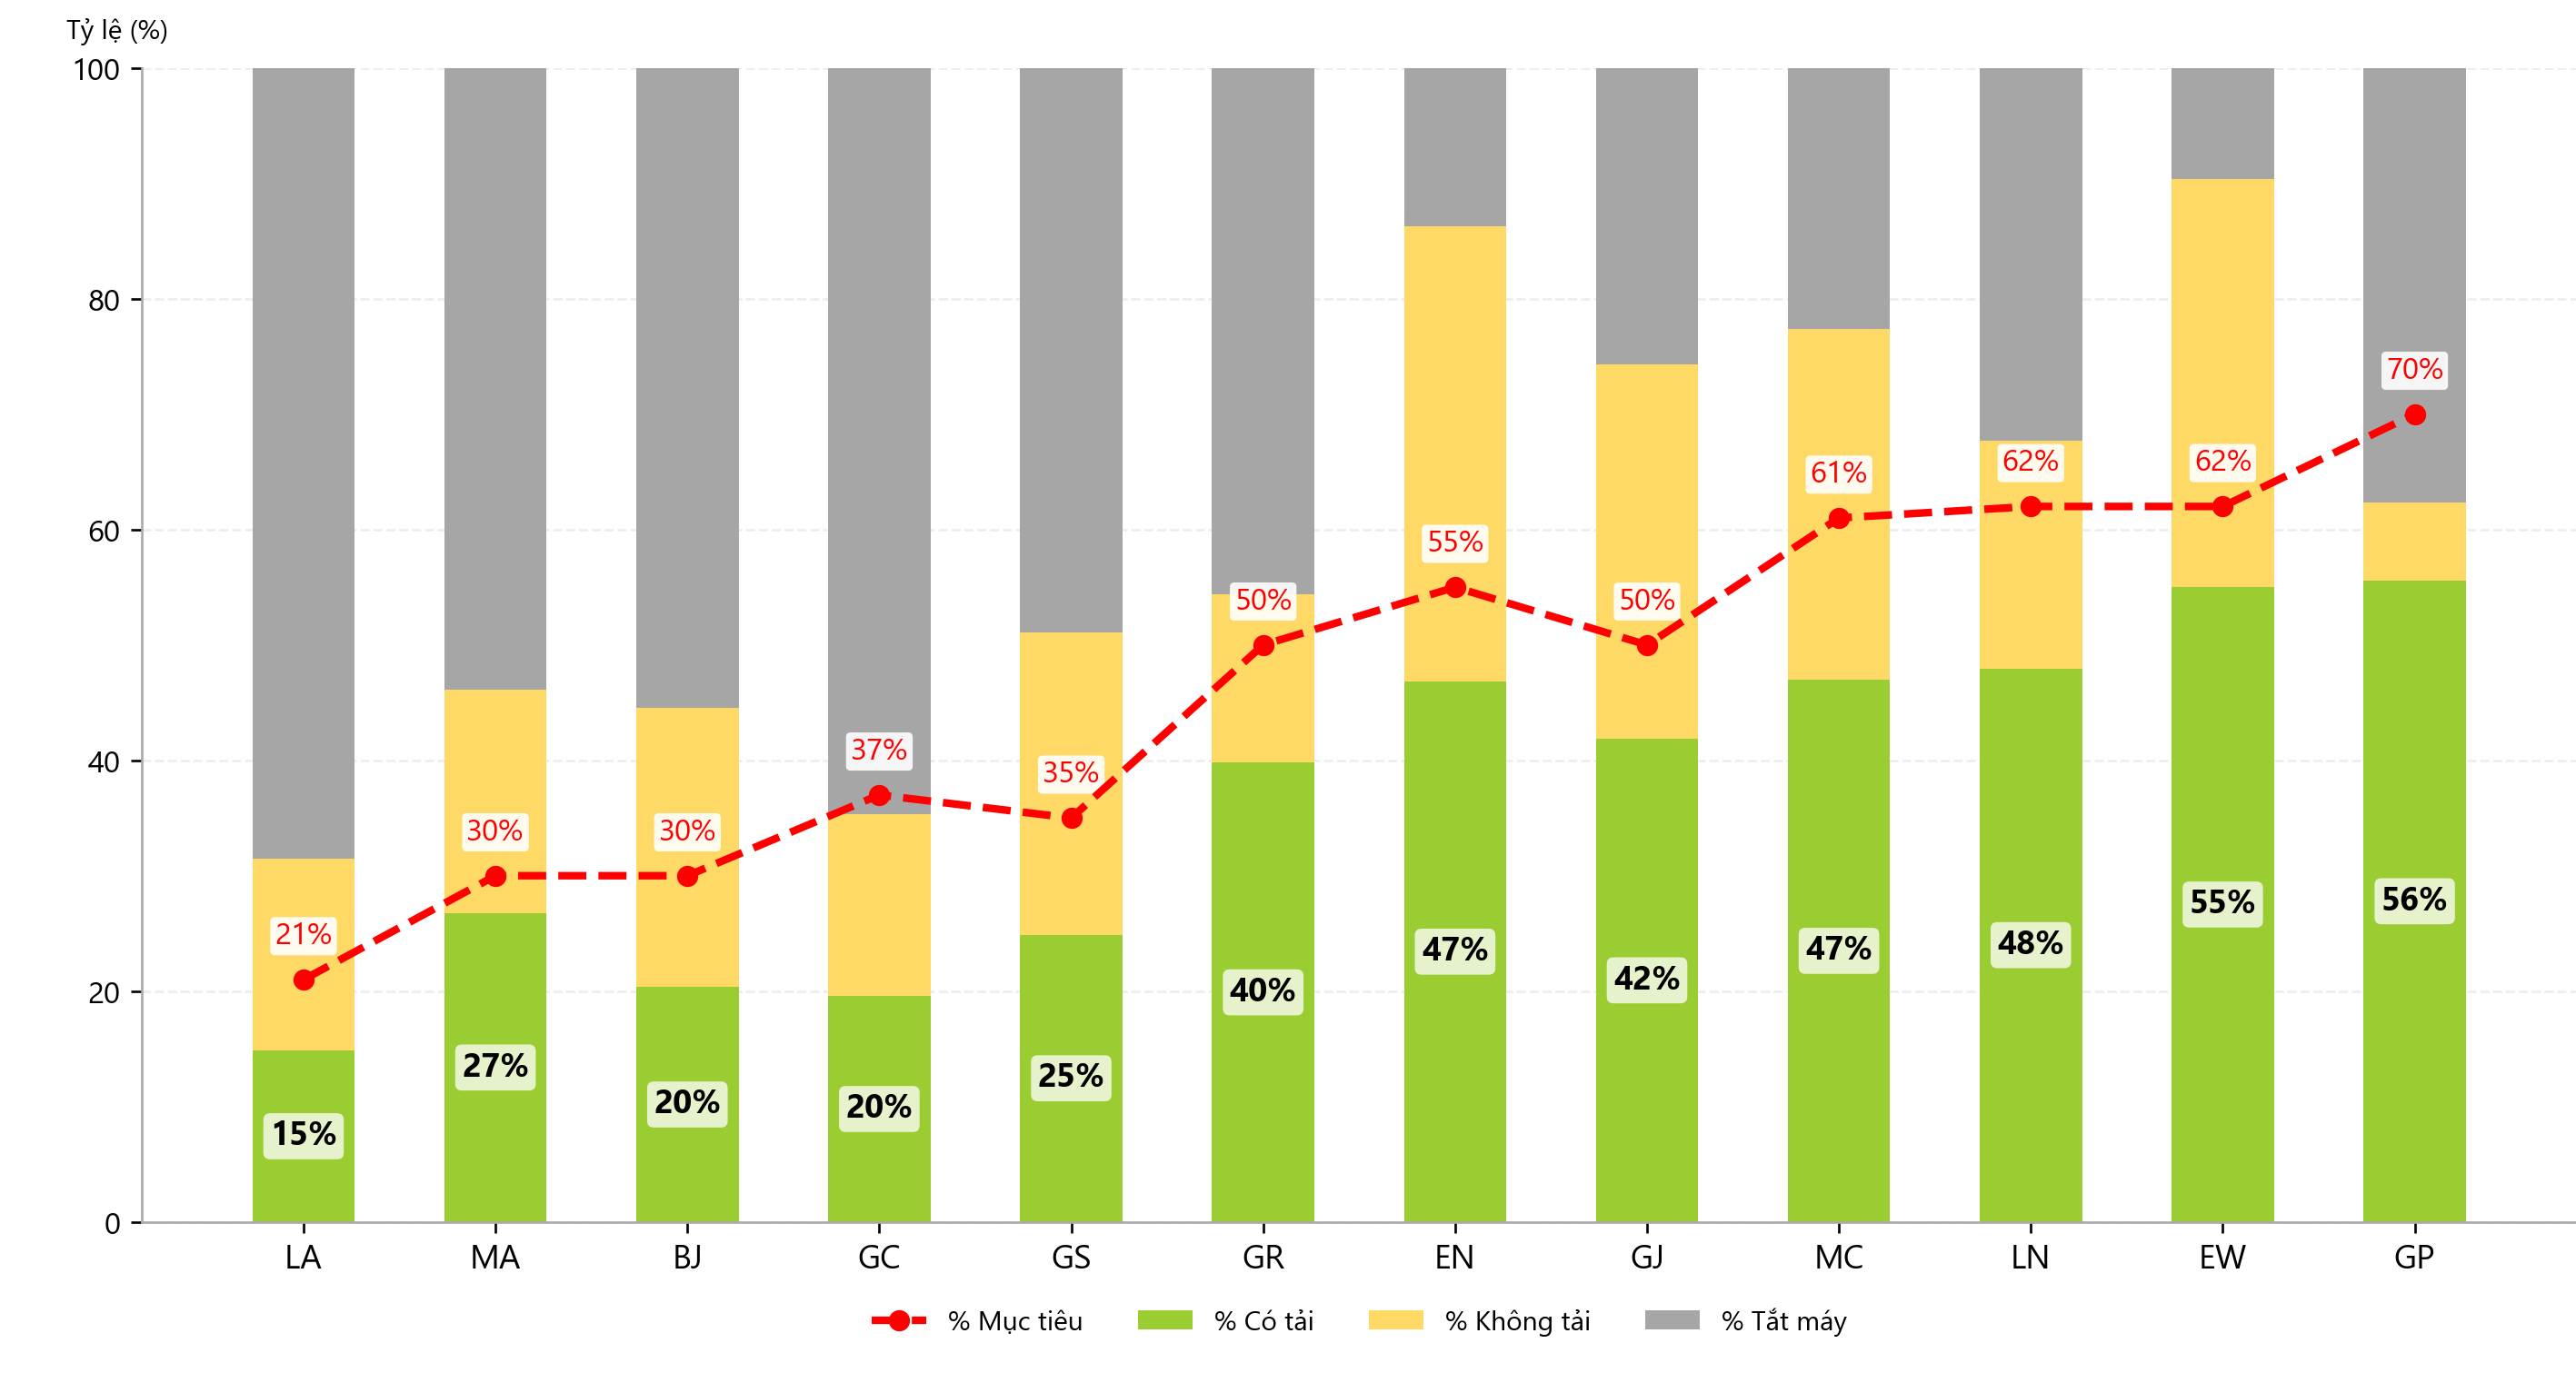 Tỷ lệ (%)
100
80
60
40
20
0
21% 30% 30% 37% 35% 50% 55% 50% 61% 62% 62% 70%
15% 27% 20% 20% 25% 40% 47% 42% 47% 48% 55% 56%
LA MA BJ GC GS GR EN GJ MC LN EW GP
% Mục tiêu % Có tải % Không tải % Tắt máy